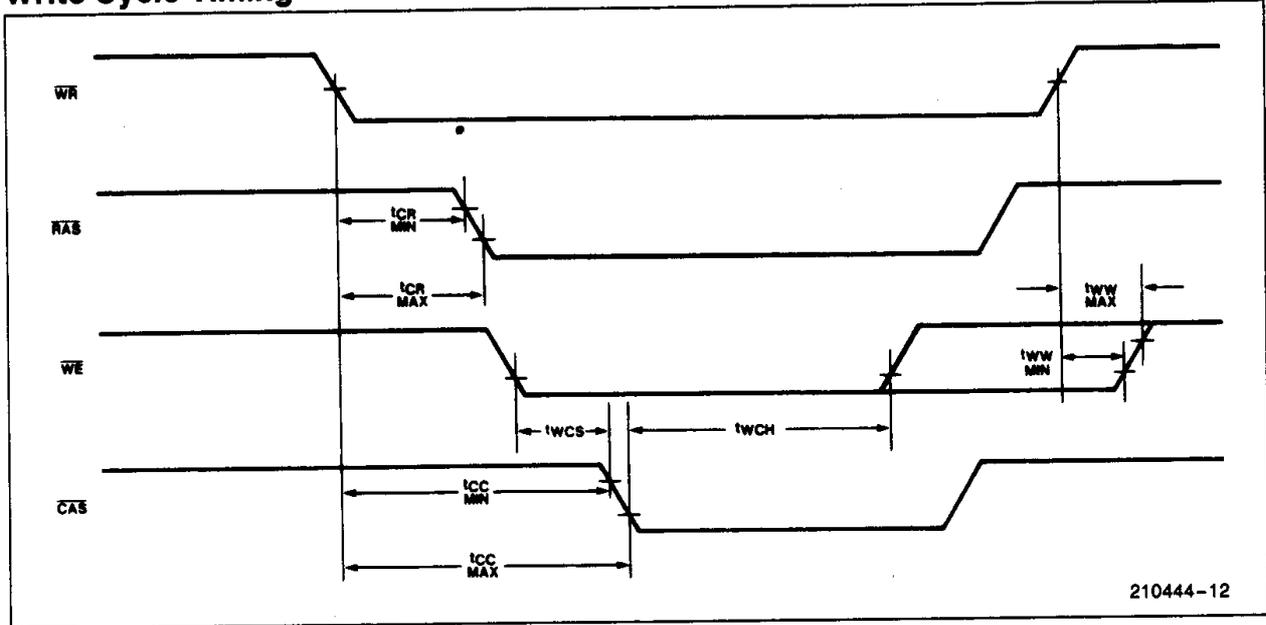 Write Cycle Timing
WR
RAS
tCR
MIN
tCR
MAX
tWW
MAX
WE
tWW
MIN
tWCS
tWCH
CAS
tCC
MIN
tCC
MAX
210444-12